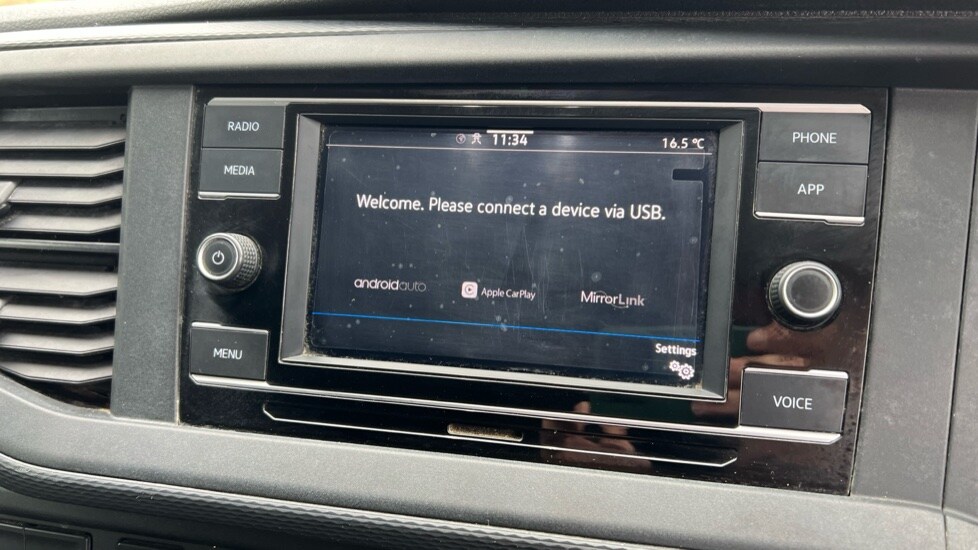 RADIO
MEDIA
MENU
11:34
16.5 °C
Welcome. Please connect a device via USB.
androidauto
Apple CarPlay
MirrorLink
Settings
PHONE
APP
VOICE